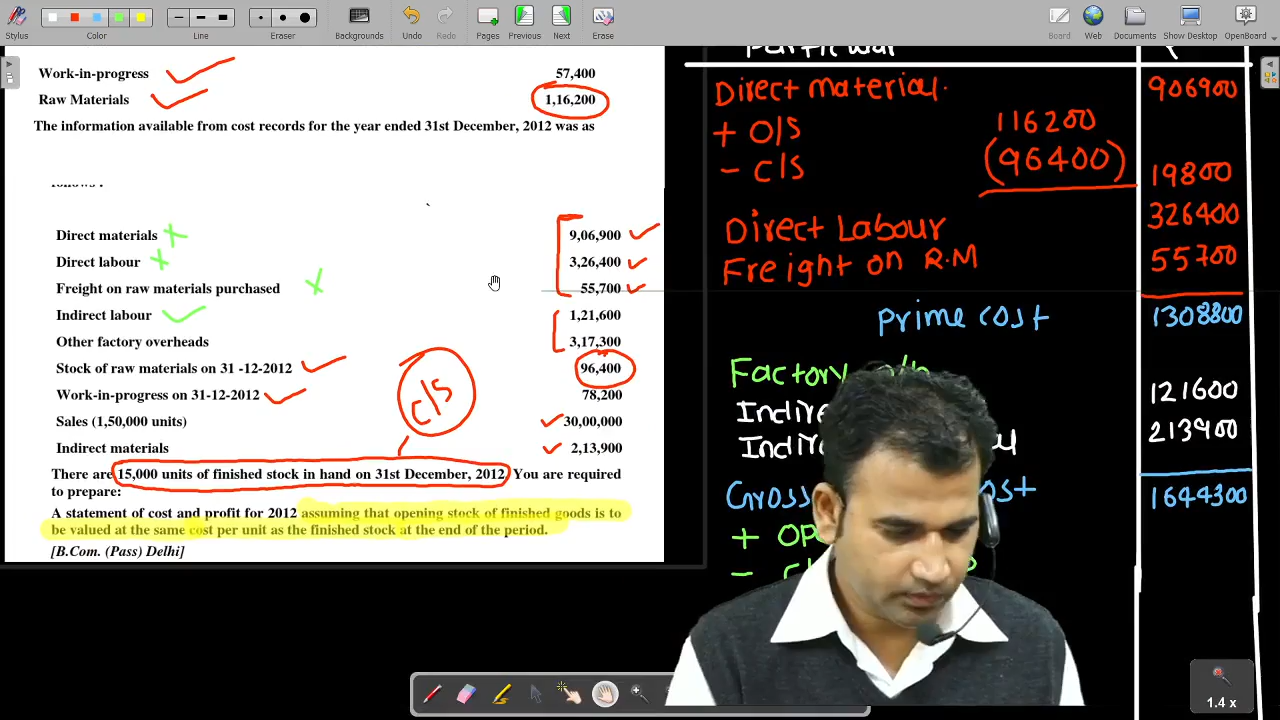 Stylus
Color
Line
Eraser
Backgrounds
Undo
Redo
Pages
Previous
Next
Erase
Board
Web
Documents
Show Desktop
OpenBoard
Work-in-progress 57,400
Raw Materials 1,16,200
The information available from cost records for the year ended 31st December, 2012 was as
follows :
Direct materials 9,06,900
Direct labour 3,26,400
Freight on raw materials purchased 55,700
Indirect labour 1,21,600
Other factory overheads 3,17,300
Stock of raw materials on 31 -12-2012 96,400
Work-in-progress on 31-12-2012 78,200
Sales (1,50,000 units) 30,00,000
Indirect materials 2,13,900
There are 15,000 units of finished stock in hand on 31st December, 2012. You are required
to prepare:
A statement of cost and profit for 2012 assuming that opening stock of finished goods is to
be valued at the same cost per unit as the finished stock at the end of the period.
[B.Com. (Pass) Delhi]
C/S
Particular ₹
Direct material. 906900
+ O/S 116200
- C/S (96400) 19800
Direct Labour 326400
Freight on R.M 55700
Prime cost 1308800
Factory
121600
213900
Gross 1644300
+
-
1.4 x